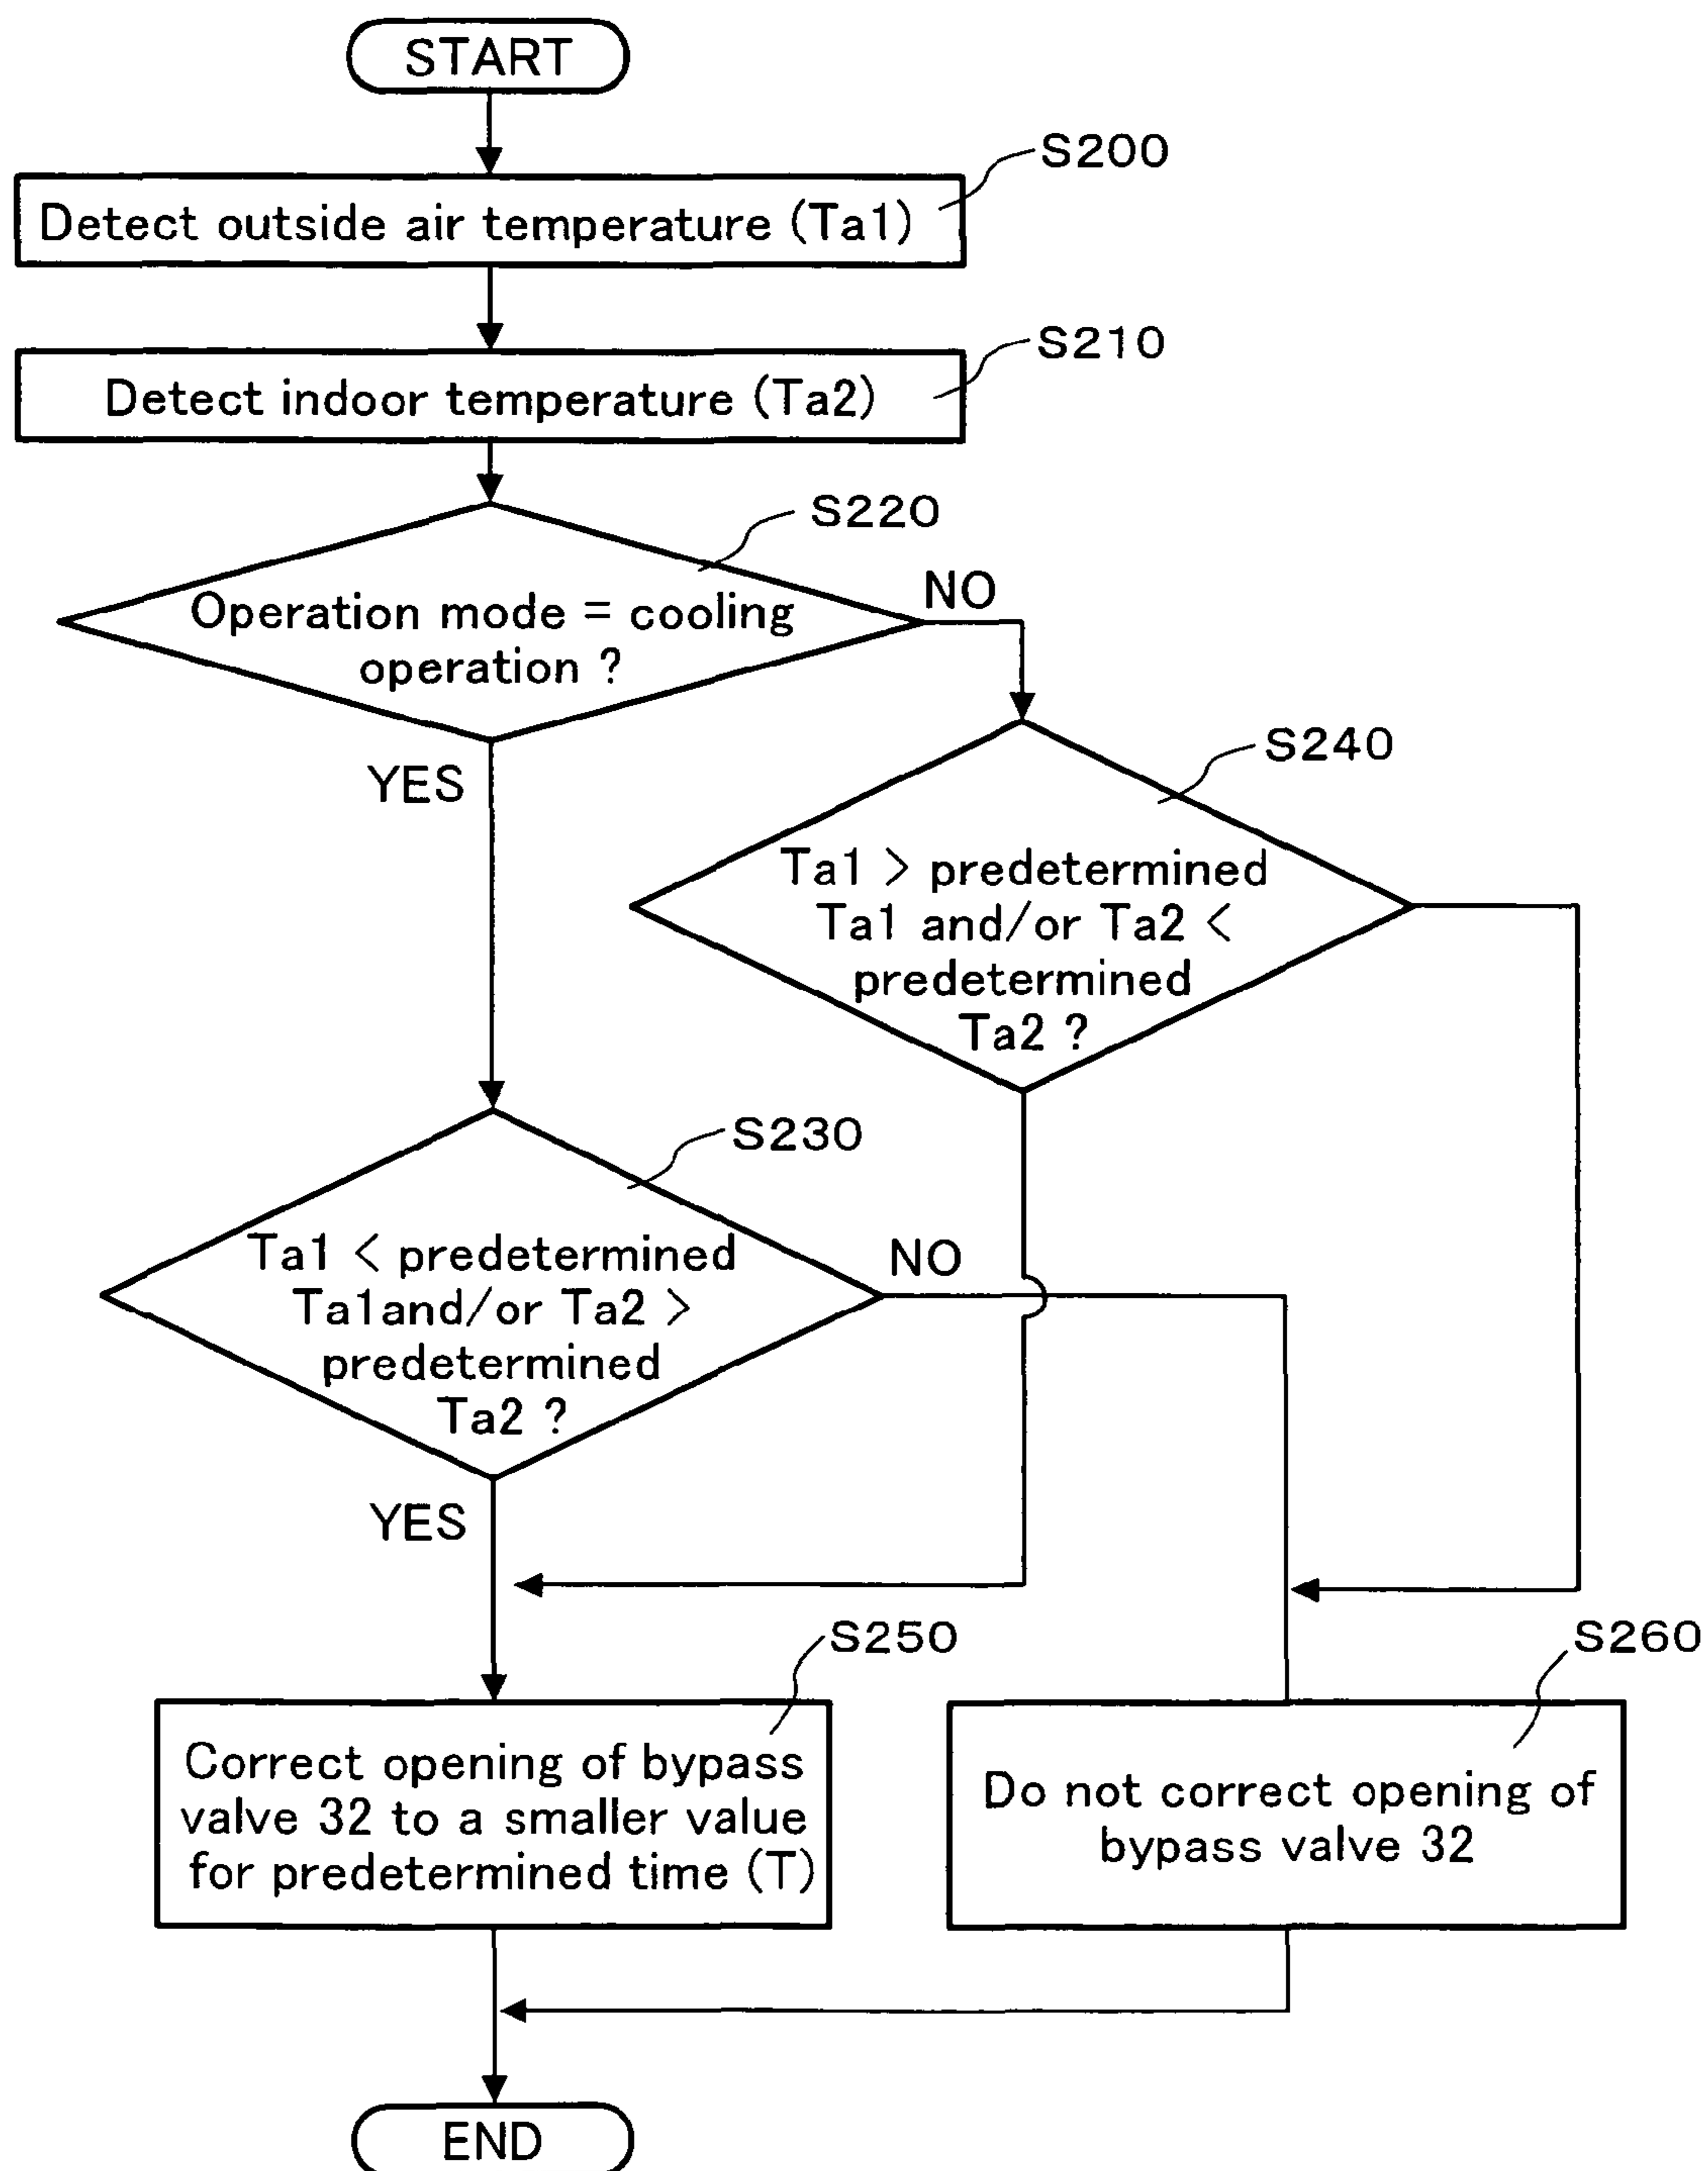 START
S200
Detect outside air temperature (Ta1)
S210
Detect indoor temperature (Ta2)
S220
Operation mode = cooling
operation ?
NO
YES
S240
Ta1 > predetermined
Ta1 and/or Ta2 <
predetermined
Ta2 ?
S230
Ta1 < predetermined
Ta1and/or Ta2 >
predetermined
Ta2 ?
NO
YES
S250
Correct opening of bypass
valve 32 to a smaller value
for predetermined time (T)
S260
Do not correct opening of
bypass valve 32
END